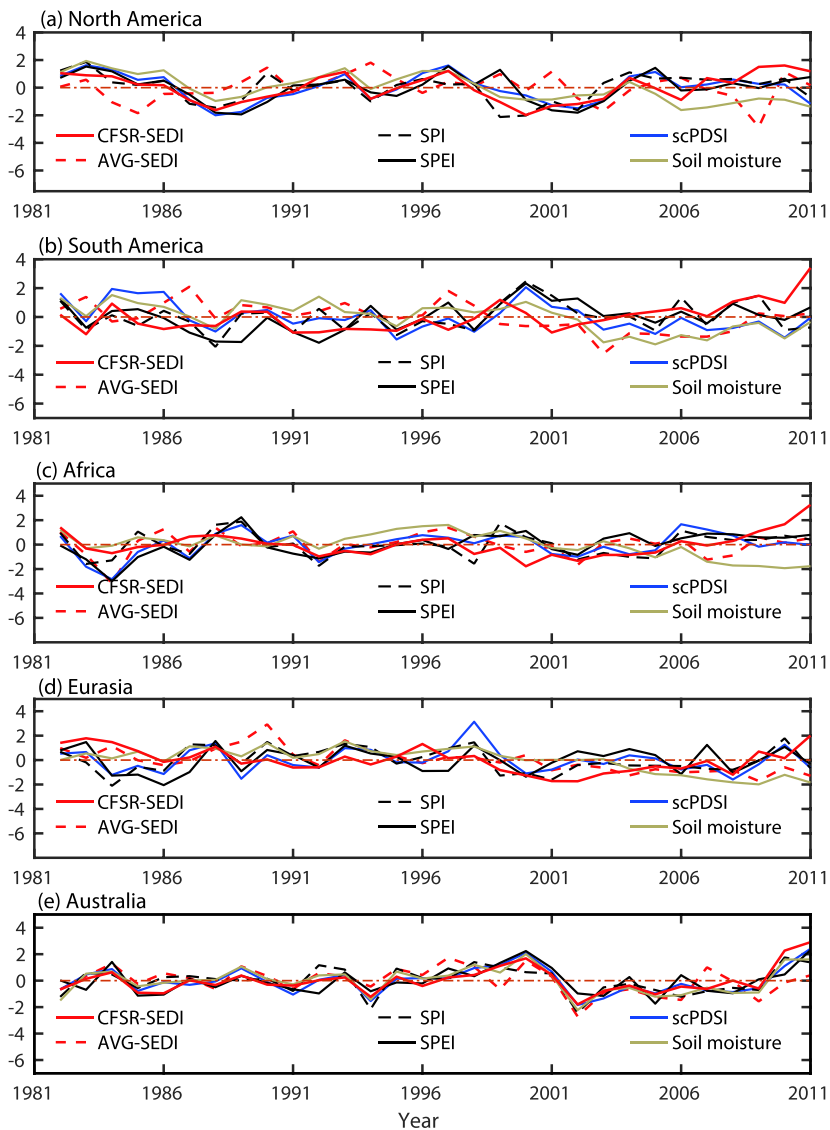 (a) North America
4
2
0
-2
-4
-6
CFSR-SEDI SPI scPDSI
AVG-SEDI SPEI Soil moisture
1981 1986 1991 1996 2001 2006 2011
(b) South America
4
2
0
-2
-4
-6
CFSR-SEDI SPI scPDSI
AVG-SEDI SPEI Soil moisture
1981 1986 1991 1996 2001 2006 2011
(c) Africa
4
2
0
-2
-4
-6
CFSR-SEDI SPI scPDSI
AVG-SEDI SPEI Soil moisture
1981 1986 1991 1996 2001 2006 2011
(d) Eurasia
4
2
0
-2
-4
-6
CFSR-SEDI SPI scPDSI
AVG-SEDI SPEI Soil moisture
1981 1986 1991 1996 2001 2006 2011
(e) Australia
4
2
0
-2
-4
-6
CFSR-SEDI SPI scPDSI
AVG-SEDI SPEI Soil moisture
1981 1986 1991 1996 2001 2006 2011
Year